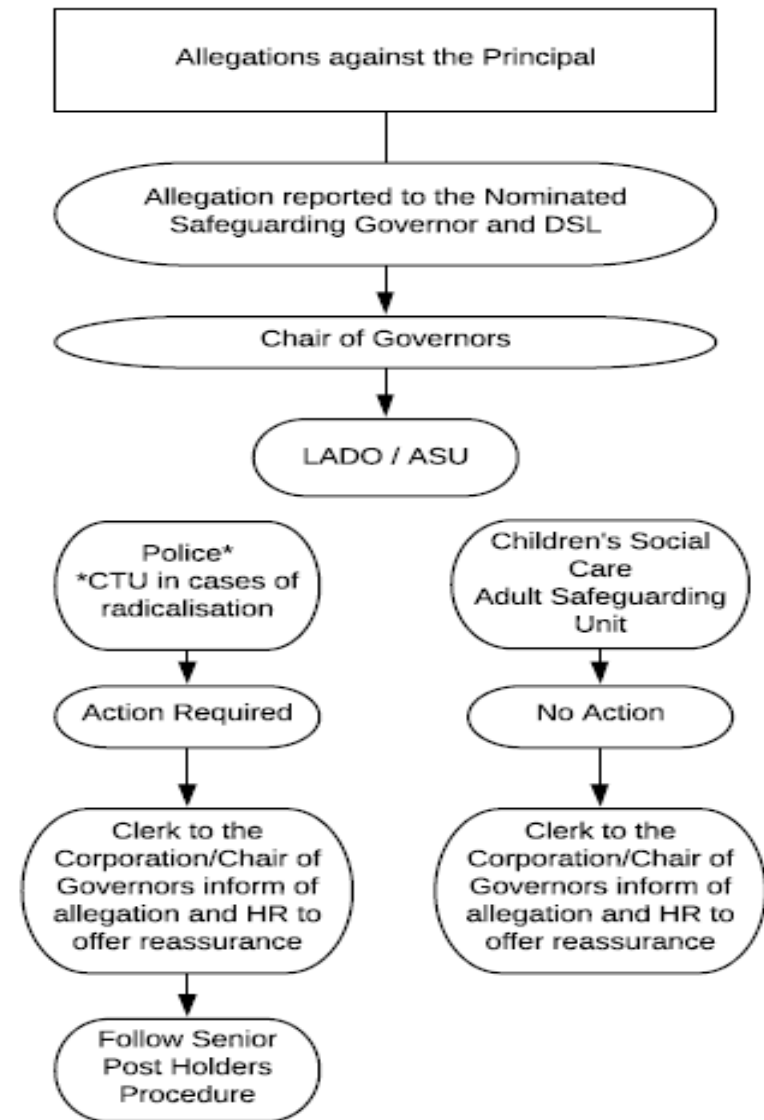 Allegations against the Principal
Allegation reported to the Nominated
Safeguarding Governor and DSL
Chair of Governors
LADO / ASU
Police*
*CTU in cases of
radicalisation
Children's Social
Care
Adult Safeguarding
Unit
Action Required
No Action
Clerk to the
Corporation/Chair of
Governors inform of
allegation and HR to
offer reassurance
Clerk to the
Corporation/Chair of
Governors inform of
allegation and HR to
offer reassurance
Follow Senior
Post Holders
Procedure